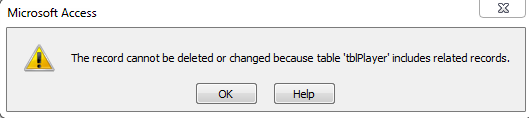 Microsoft Access
The record cannot be deleted or changed because table 'tblPlayer' includes related records.
OK
Help